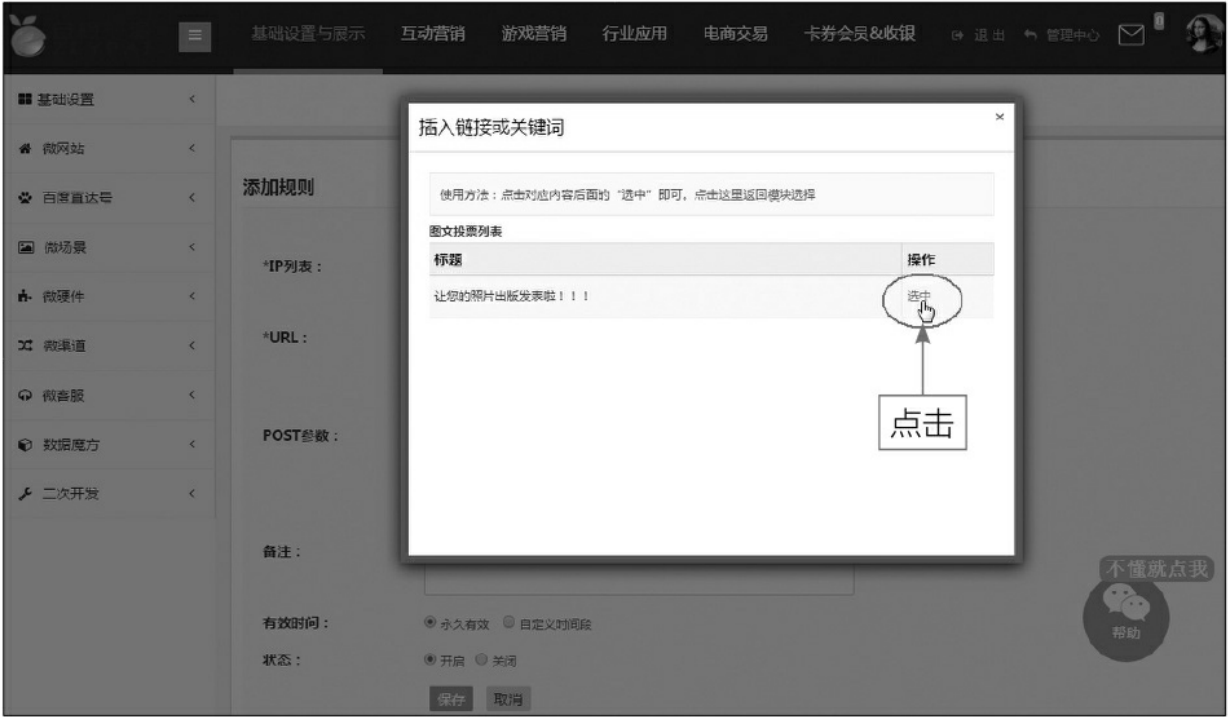 基础设置与展示 互动营销 游戏营销 行业应用 电商交易 卡券会员&收银 退出 管理中心 0
基础设置
微网站
百度直达号
微场景
微硬件
微渠道
微客服
数据魔方
二次开发
插入链接或关键词 ×
使用方法：点击对应内容后面的“选中”即可，点击这里返回模块选择
图文投票列表
标题 操作
让您的照片出版发表啦！！！ 选中
点击
添加规则
*IP列表：
*URL：
POST参数：
备注：
有效时间： 永久有效 自定义时间段
状态： 开启 关闭
保存 取消
不懂就点我
帮助